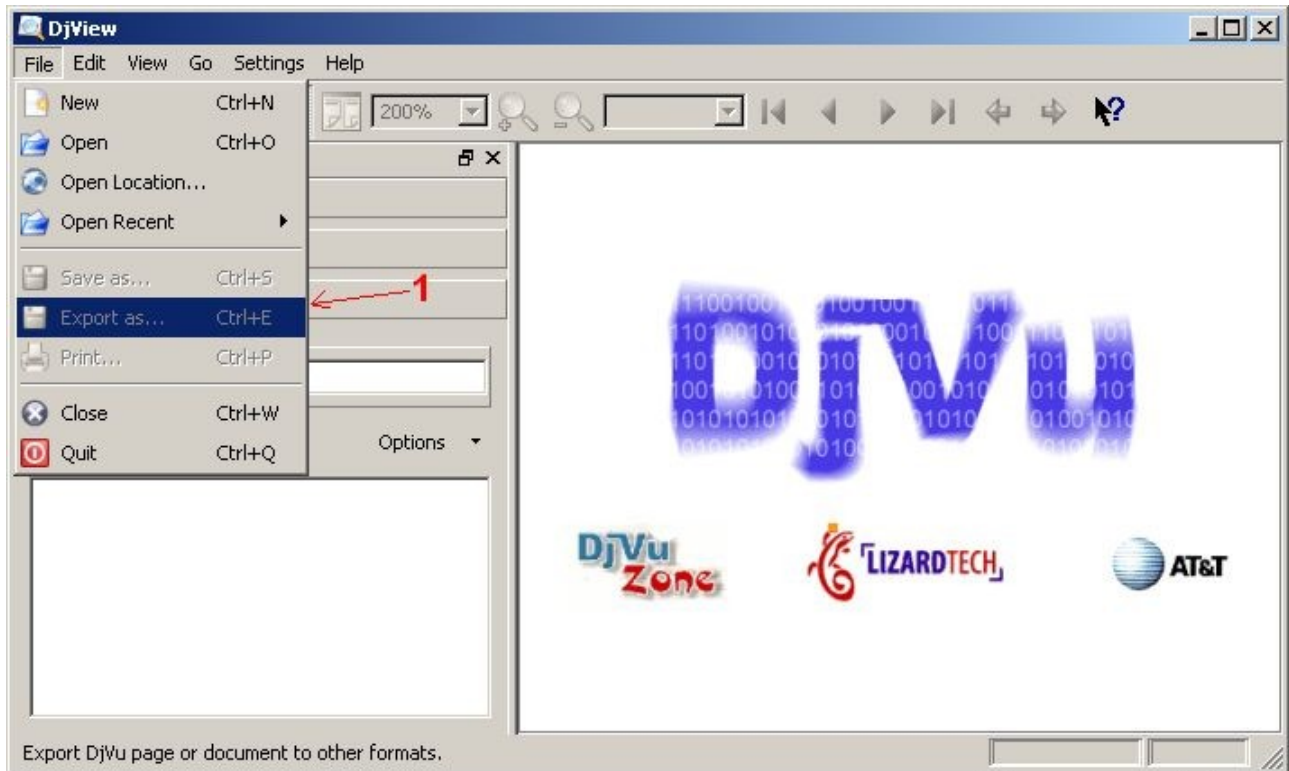 DjView
File Edit View Go Settings Help
New Ctrl+N
200%
Open Ctrl+O
Open Location...
Open Recent
Save as... Ctrl+S
Export as... Ctrl+E
1
Print... Ctrl+P
Close Ctrl+W
Quit Ctrl+Q
Options
DjVu
DjVu
Zone
LIZARDTECH
AT&T
Export DjVu page or document to other formats.